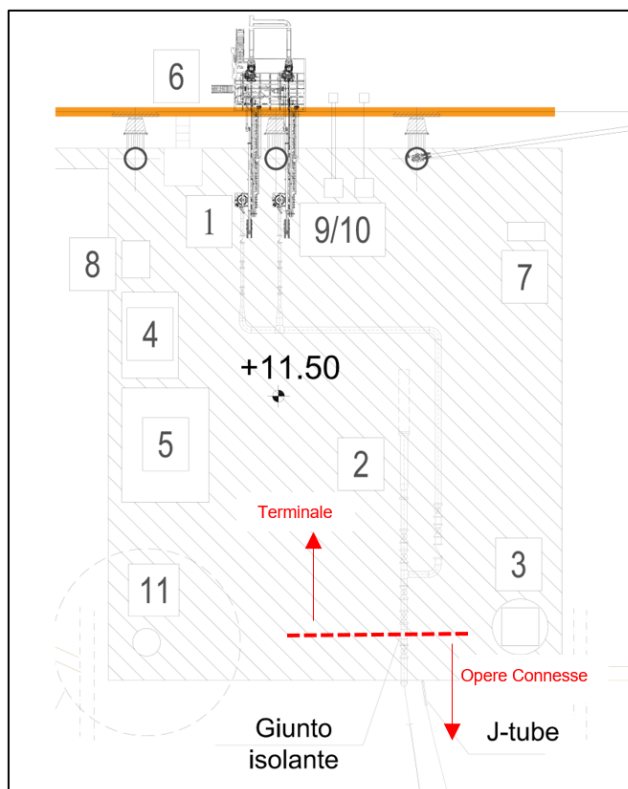 6
1
9/10
8
7
4
+11.50
5
2
Terminale
3
11
Opere Connesse
Giunto
isolante
J-tube